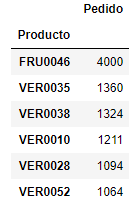 Pedido
Producto
FRU0046 4000
VER0035 1360
VER0038 1324
VER0010 1211
VER0028 1094
VER0052 1064